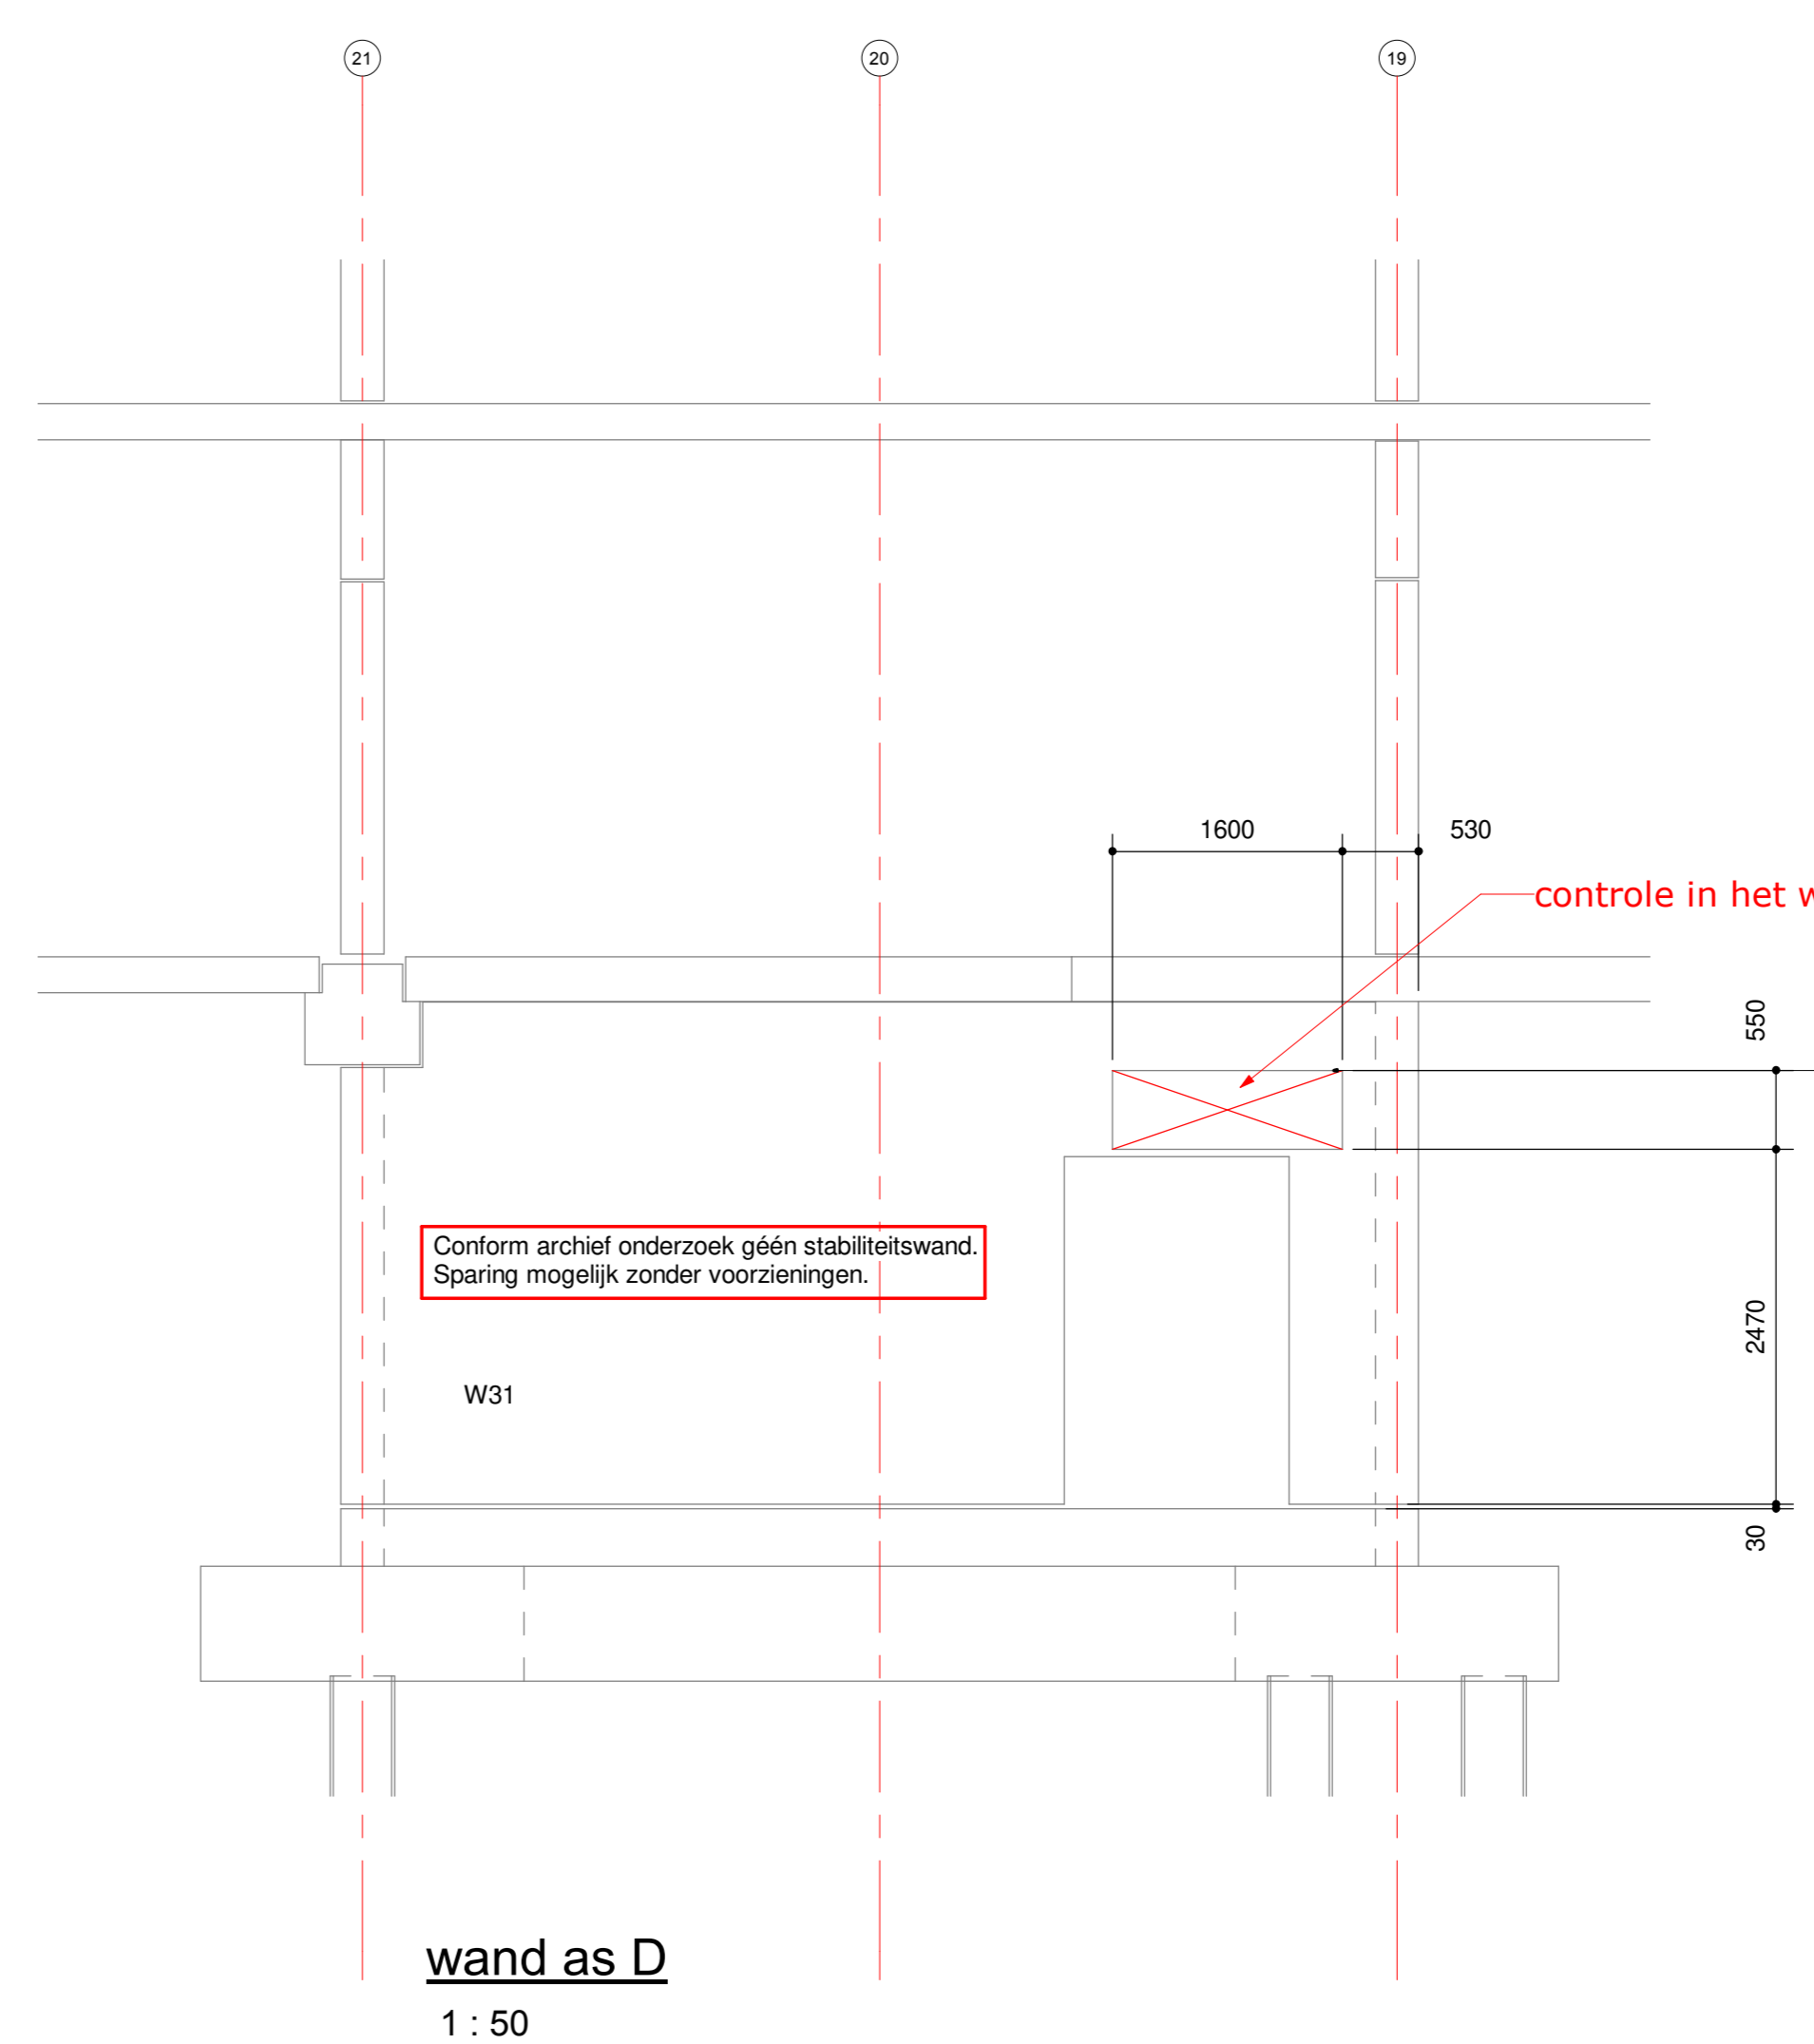 21
20
19
1600
530
controle in het w
550
Conform archief onderzoek géén stabiliteitswand.
Sparing mogelijk zonder voorzieningen.
2470
W31
30
wand as D
1 : 50